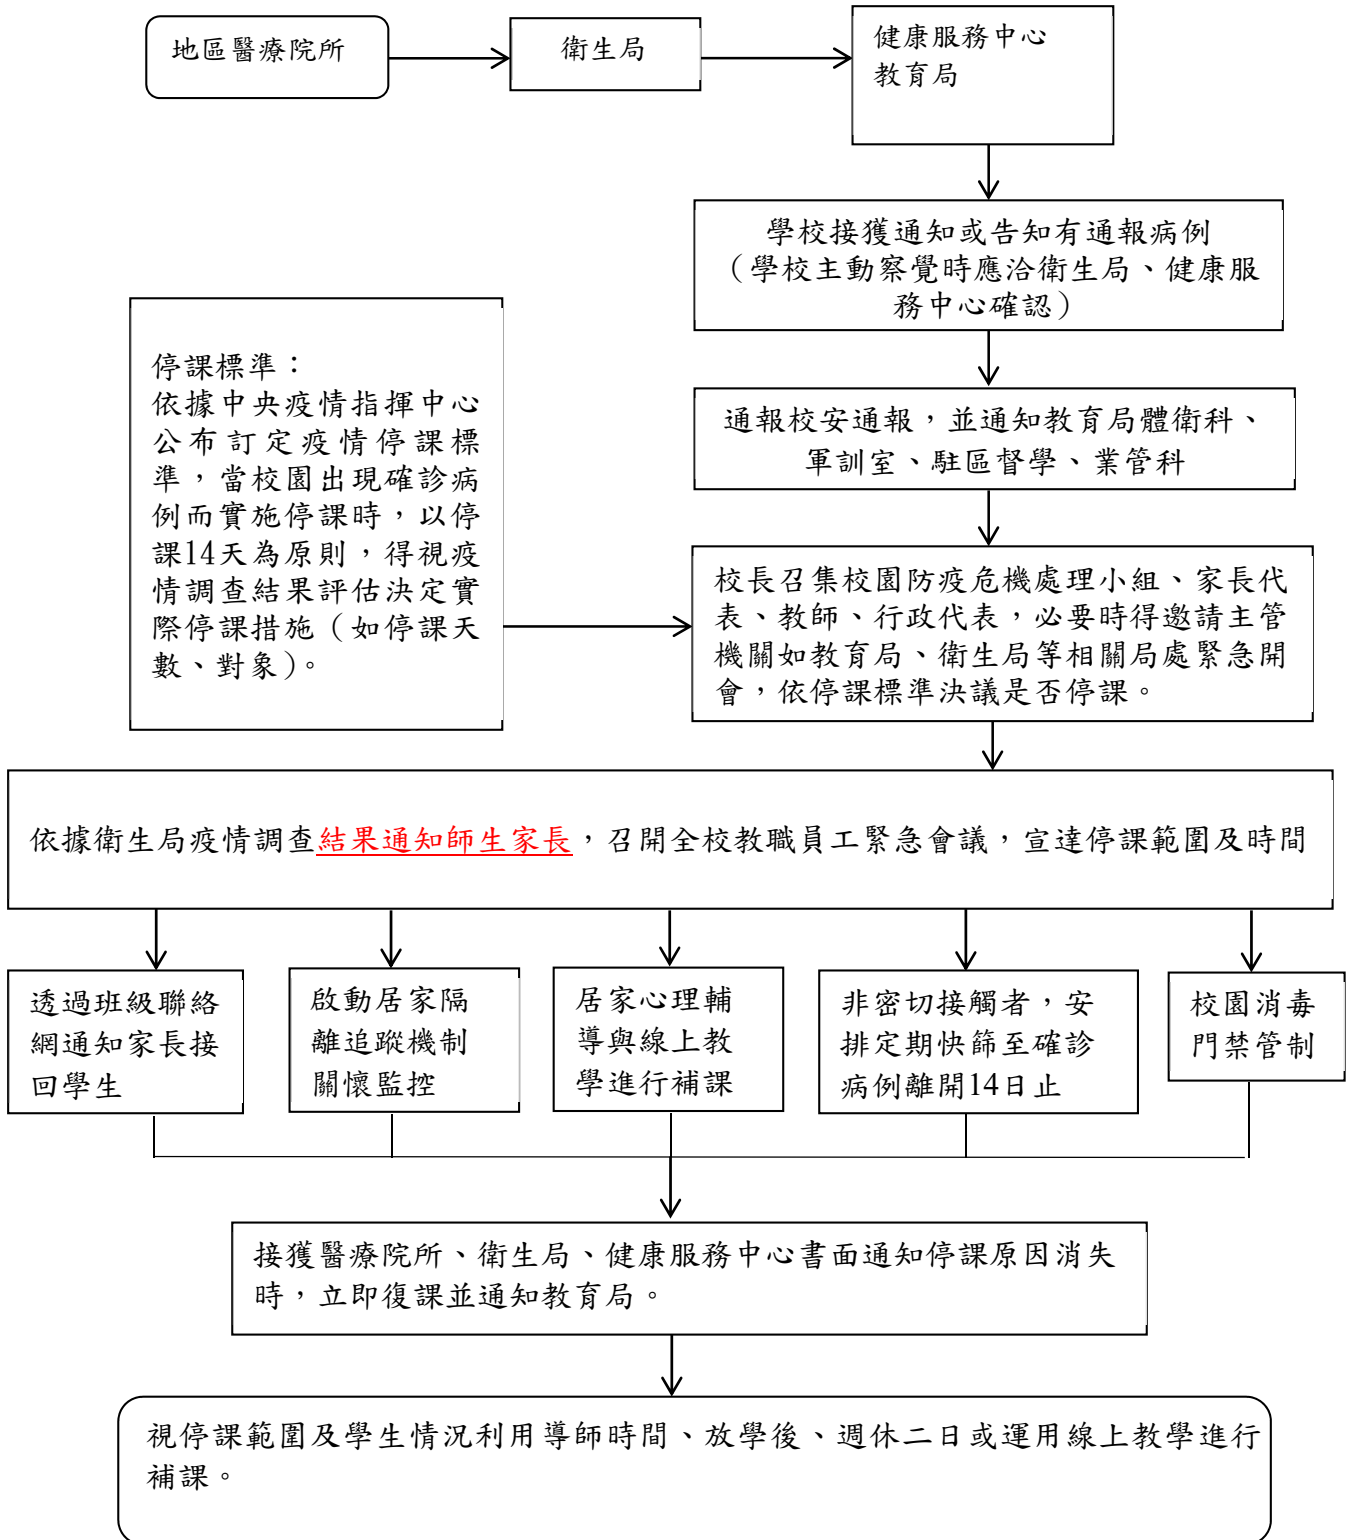 地區醫療院所
衛生局
健康服務中心
教育局
學校接獲通知或告知有通報病例
（學校主動察覺時應洽衛生局、健康服
務中心確認）
停課標準：
依據中央疫情指揮中心
公布訂定疫情停課標
準，當校園出現確診病
例而實施停課時，以停
課14天為原則，得視疫
情調查結果評估決定實
際停課措施（如停課天
數、對象）。
通報校安通報，並通知教育局體衛科、
軍訓室、駐區督學、業管科
校長召集校園防疫危機處理小組、家長代
表、教師、行政代表，必要時得邀請主管
機關如教育局、衛生局等相關局處緊急開
會，依停課標準決議是否停課。
依據衛生局疫情調查結果通知師生家長，召開全校教職員工緊急會議，宣達停課範圍及時間
透過班級聯絡
網通知家長接
回學生
啟動居家隔
離追蹤機制
關懷監控
居家心理輔
導與線上教
學進行補課
非密切接觸者，安
排定期快篩至確診
病例離開14日止
校園消毒
門禁管制
接獲醫療院所、衛生局、健康服務中心書面通知停課原因消失
時，立即復課並通知教育局。
視停課範圍及學生情況利用導師時間、放學後、週休二日或運用線上教學進行
補課。